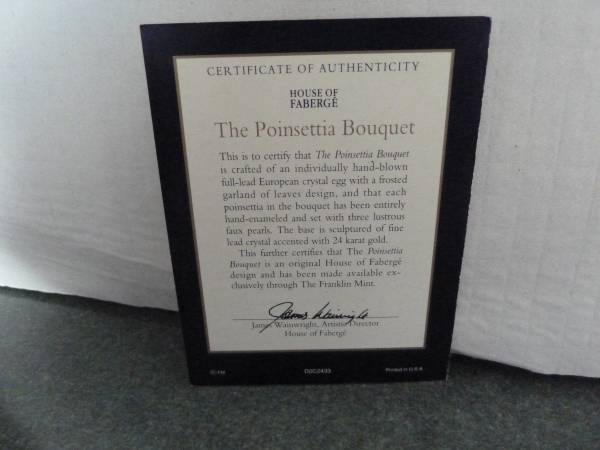 CERTIFICATE OF AUTHENTICITY
HOUSE OF
FABERGÉ
The Poinsettia Bouquet
This is to certify that The Poinsettia Bouquet
is crafted of an individually hand-blown
full-lead European crystal egg with a frosted
garland of leaves design, and that each
poinsettia in the bouquet has been entirely
hand-enameled and set with three lustrous
faux pearls. The base is sculptured of fine
lead crystal accented with 24 karat gold.
This further certifies that The Poinsettia
Bouquet is an original House of Fabergé
design and has been made available ex-
clusively through The Franklin Mint.
James Wainwright
James Wainwright, Artistic Director
House of Fabergé
© FM D2C2433 Printed in U.S.A.